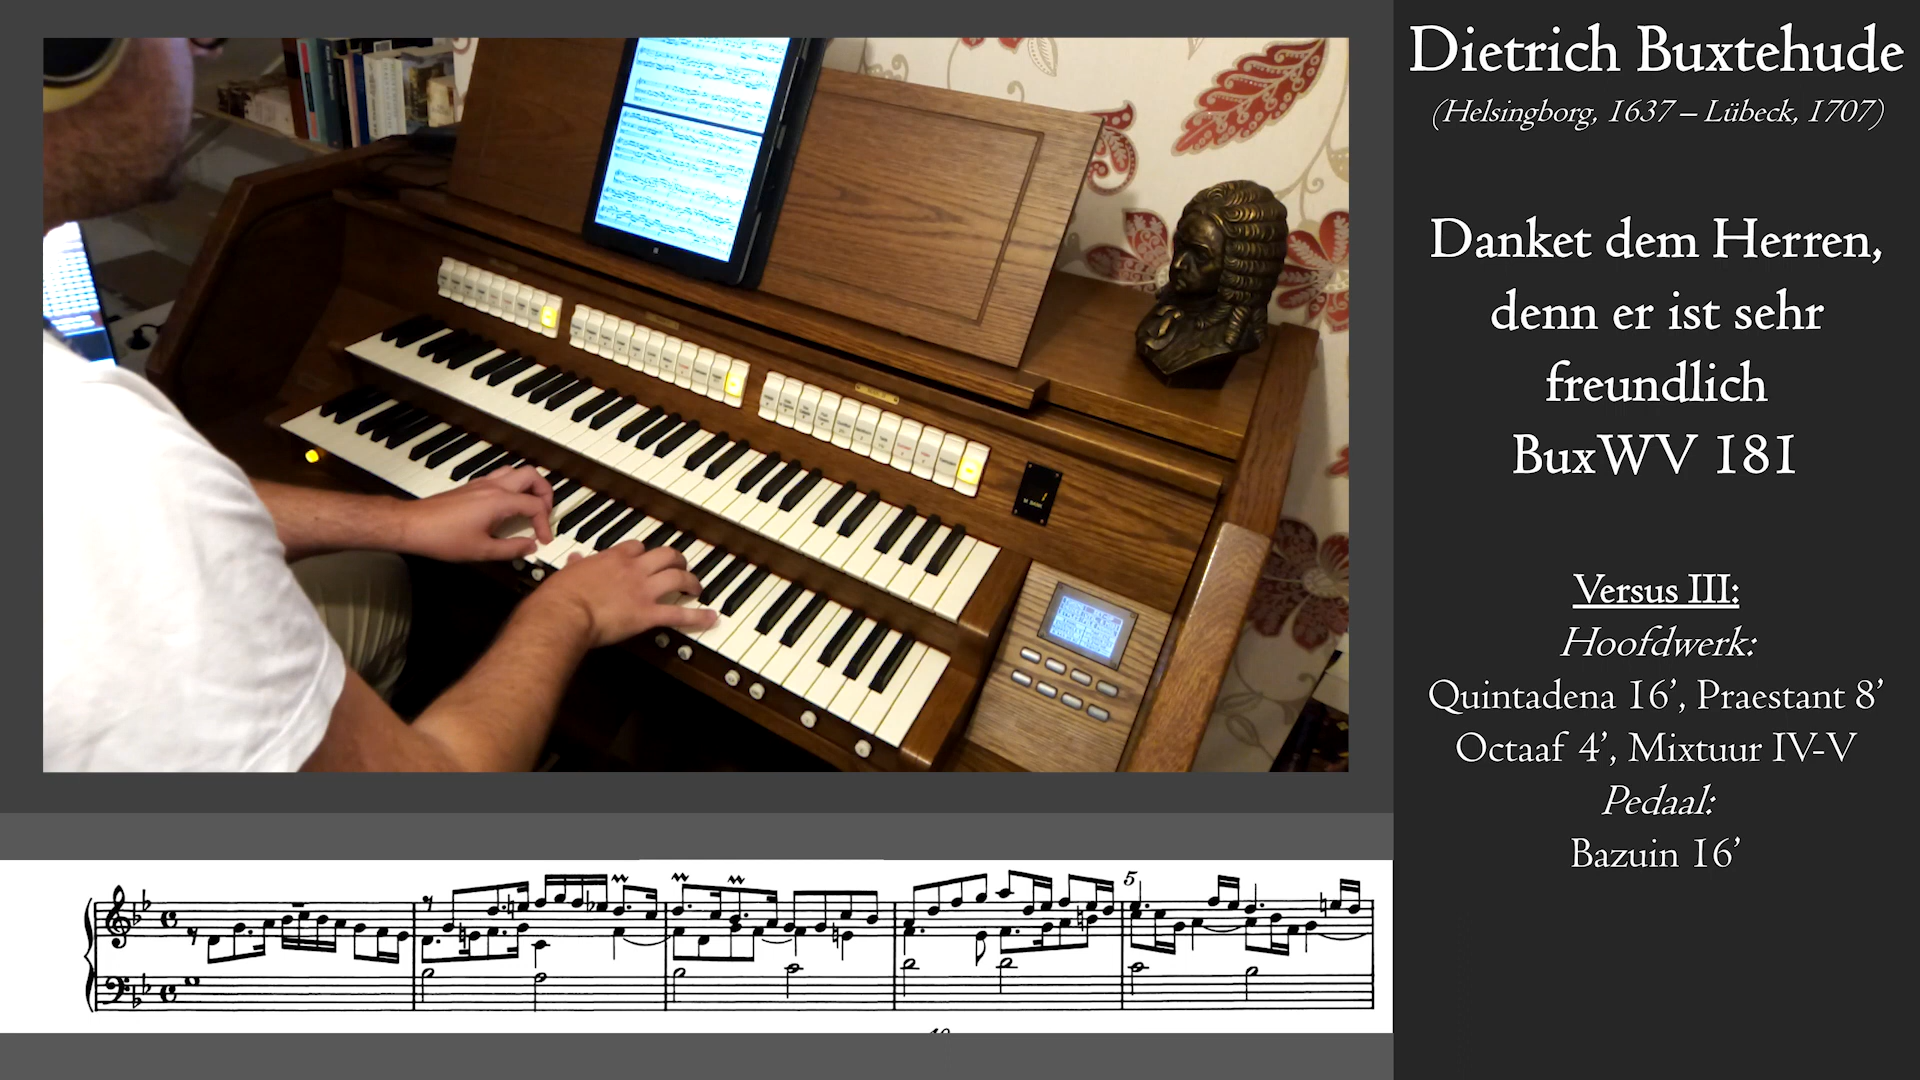 Dietrich Buxtehude
(Helsingborg, 1637 – Lübeck, 1707)
Danket dem Herren,
denn er ist sehr
freundlich
BuxWV 181
Versus III:
Hoofdwerk:
Quintadena 16’, Praestant 8’
Octaaf 4’, Mixtuur IV-V
Pedaal:
Bazuin 16’
5